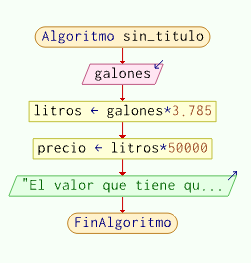 Algoritmo sin_titulo
galones
litros ← galones*3.785
precio ← litros*50000
"El valor que tiene qu...
FinAlgoritmo